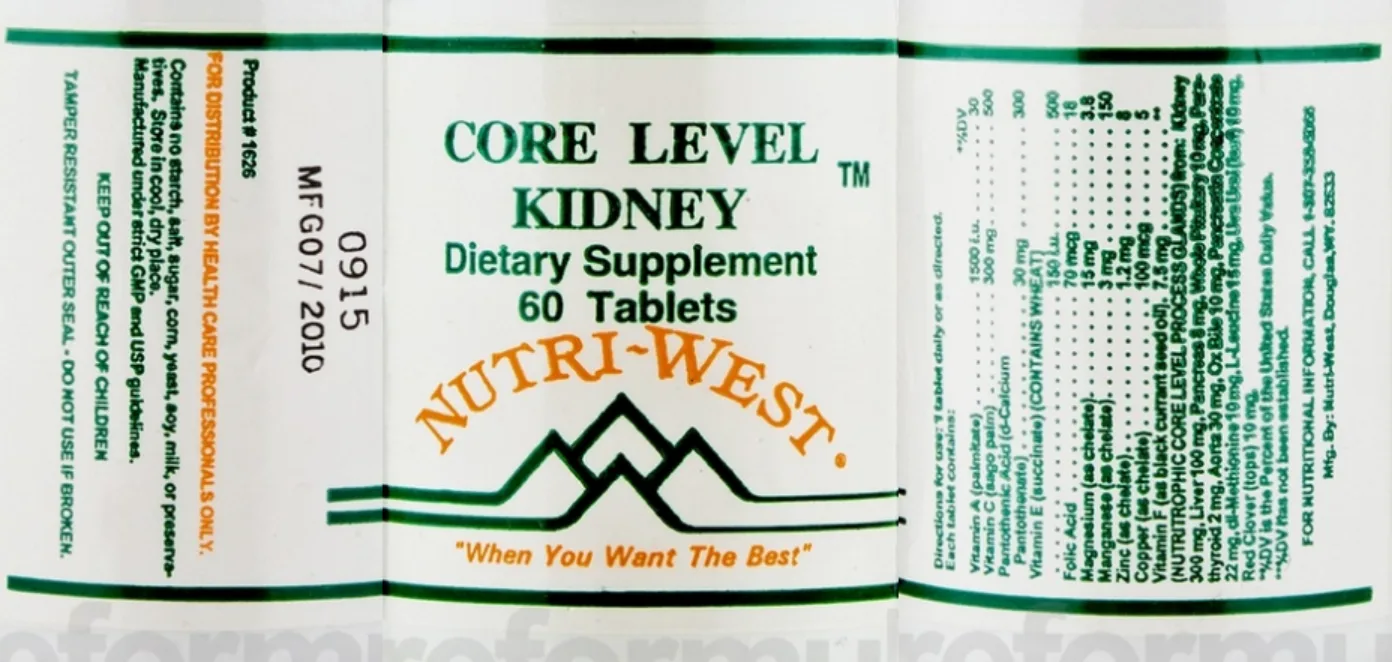 Product # 1626
FOR DISTRIBUTION BY HEALTH CARE PROFESSIONALS ONLY.
Contains no starch, salt, sugar, corn, yeast, soy, milk, or preserva-
tives. Store in cool, dry place.
Manufactured under strict GMP and USP guidelines.
KEEP OUT OF REACH OF CHILDREN
TAMPER RESISTANT OUTER SEAL - DO NOT USE IF BROKEN.
0915
MFG07/2010
CORE LEVEL
KIDNEY TM
Dietary Supplement
60 Tablets
NUTRI-WEST
"When You Want The Best"
Directions for use: 1 tablet daily or as directed.
Each tablet contains: *%DV
Vitamin A (palmitate) . . . . . 1500 i.u. . . . . . 30
Vitamin C (sago palm) . . . . . 300 mg . . . . . 500
Pantothenic Acid (d-Calcium
Pantothenate) . . . . . 30 mg . . . . . 300
Vitamin E (succinate) (CONTAINS WHEAT)
. . . . . 150 i.u. . . . . . 500
Folic Acid . . . . . 70 mcg . . . . . 18
Magnesium (as chelate) . . . . . 15 mg . . . . . 3.8
Manganese (as chelate) . . . . . 3 mg . . . . . 150
Zinc (as chelate) . . . . . 1.2 mg . . . . . 8
Copper (as chelate) . . . . . 100 mcg . . . . . 5
Vitamin F (as black currant seed oil) . 7.5 mg . . . . . **
(NUTRITROPHIC CORE LEVEL PROCESS GLANDS) from: Kidney
300 mg, Liver 100 mg, Pancreas 8 mg, Whole Pituitary 10 mg, Para-
thyroid 2 mg, Aorta 30 mg, Ox Bile 10 mg, Pancreatin Concentrate
22 mg, dl-Methionine 10 mg, L-Leucine 15 mg, Uva Ursi (leaf) 10 mg,
Red Clover (tops) 10 mg.
*%DV is the Percent of the United States Daily Value.
**%DV has not been established.
FOR NUTRITIONAL INFORMATION, CALL 1-307-358-5066
Mfg. By: Nutri-West, Douglas, WY. 82633